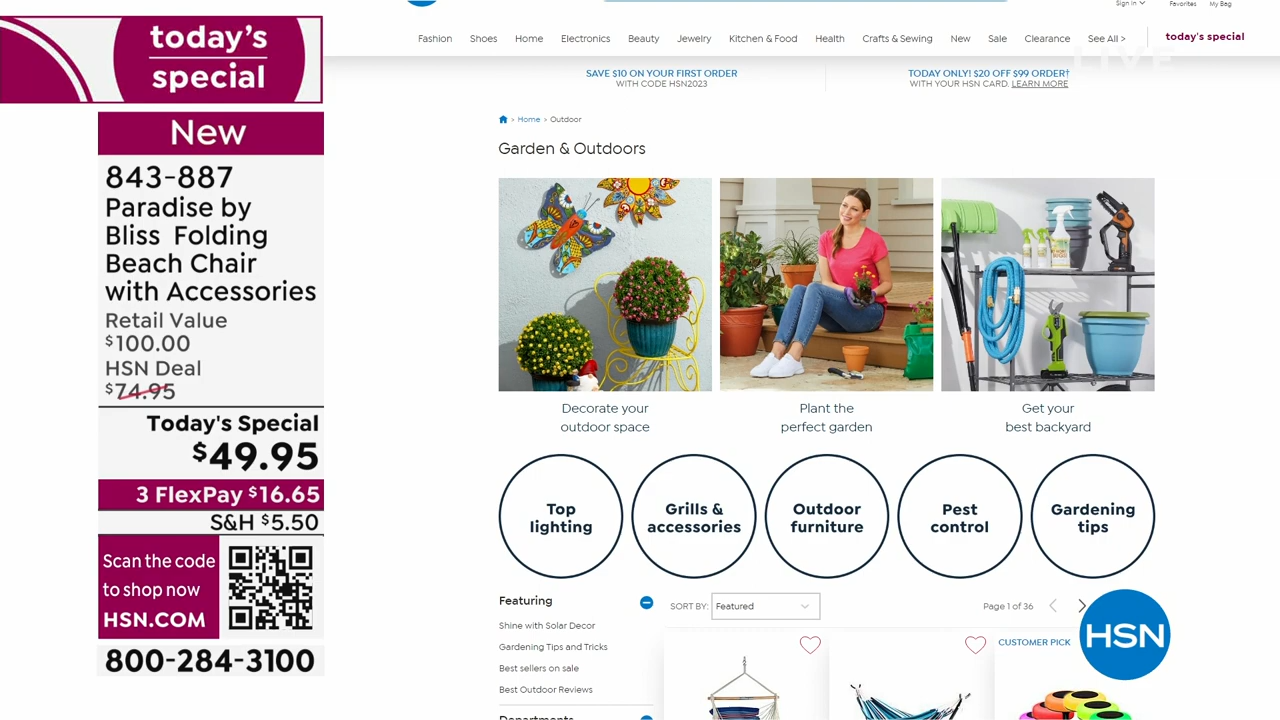 today's
special
New
843-887
Paradise by
Bliss Folding
Beach Chair
with Accessories
Retail Value
$100.00
HSN Deal
$74.95
Today's Special
$49.95
3 FlexPay $16.65
S&H $5.50
Scan the code
to shop now
HSN.COM
800-284-3100
Sign In
Favorites
My Bag
Fashion
Shoes
Home
Electronics
Beauty
Jewelry
Kitchen & Food
Health
Crafts & Sewing
New
Sale
Clearance
See All >
today's special
LIVE
SAVE $10 ON YOUR FIRST ORDER
WITH CODE HSN2023
TODAY ONLY! $20 OFF $99 ORDER†
WITH YOUR HSN CARD. LEARN MORE
> Home > Outdoor
Garden & Outdoors
Decorate your
outdoor space
Plant the
perfect garden
Get your
best backyard
Top
lighting
Grills &
accessories
Outdoor
furniture
Pest
control
Gardening
tips
Featuring
Shine with Solar Decor
Gardening Tips and Tricks
Best sellers on sale
Best Outdoor Reviews
Departments
SORT BY: Featured
Page 1 of 36
CUSTOMER PICK
HSN